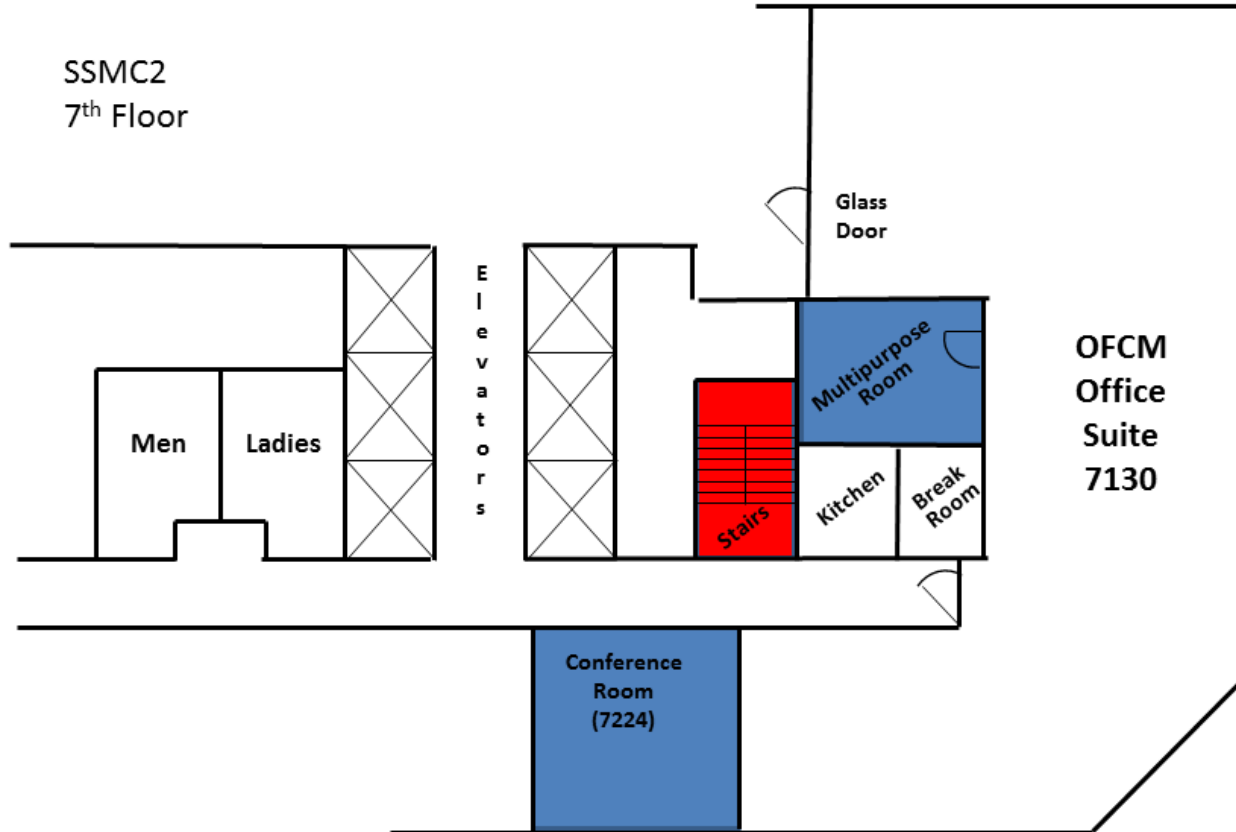 SSMC2
7th Floor
Glass
Door
Elevators
Multipurpose
Room
OFCM
Office
Suite
7130
Men
Ladies
Stairs
Kitchen
Break
Room
Conference
Room
(7224)